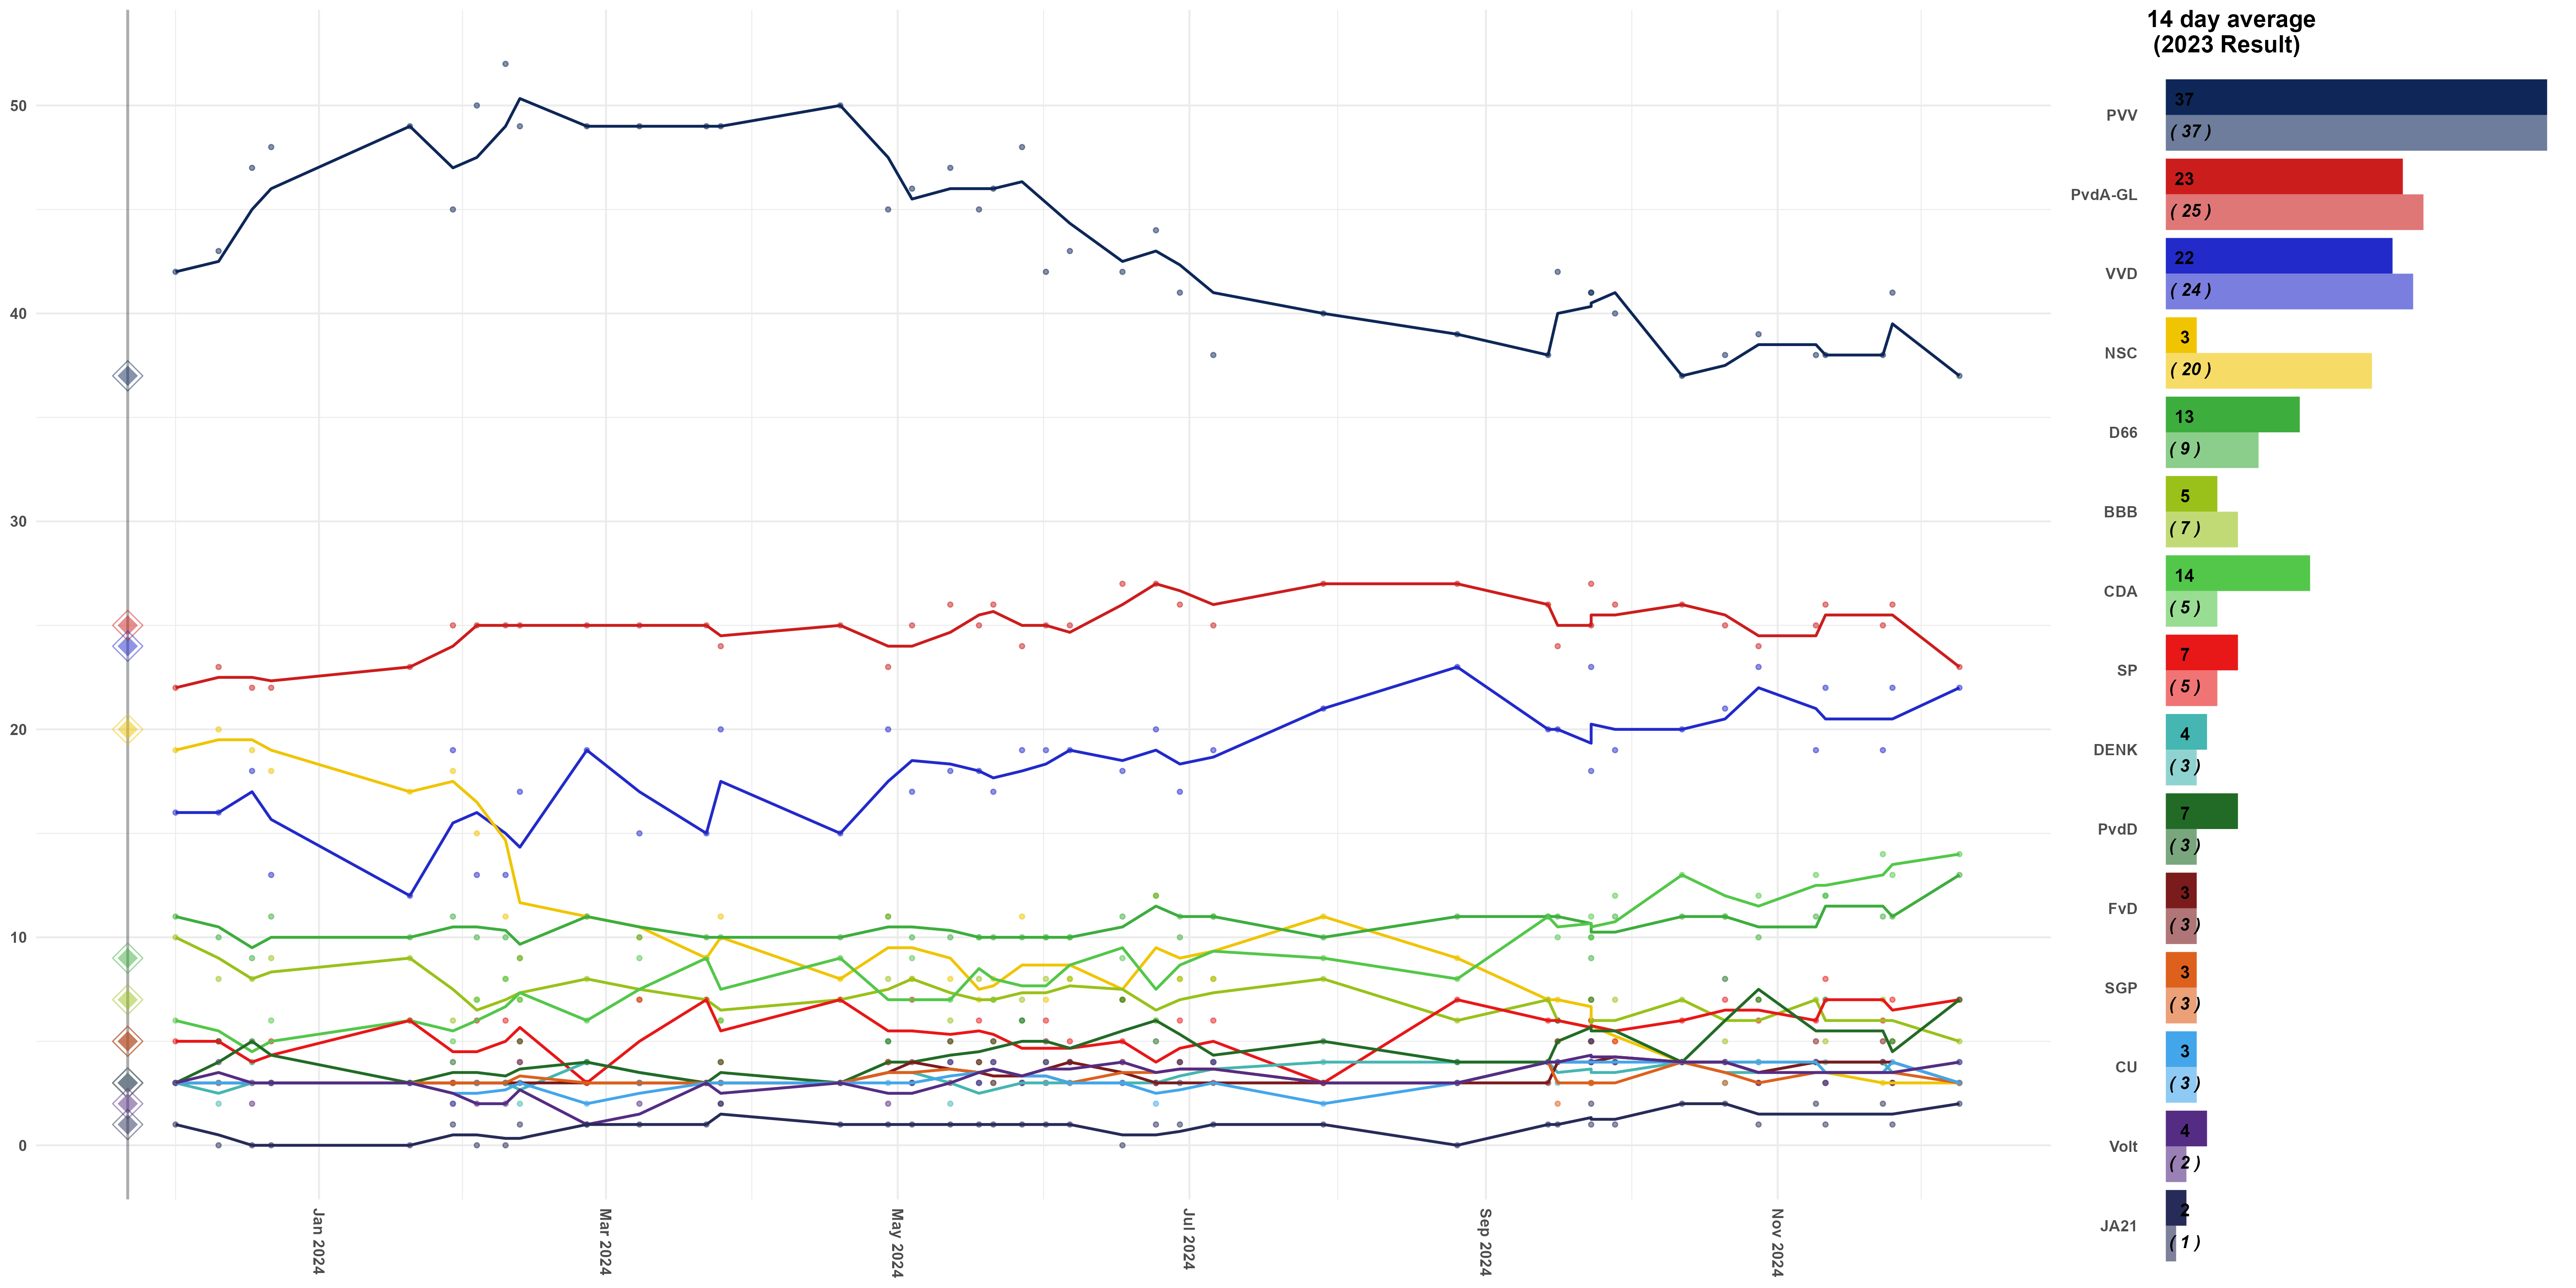 14 day average
(2023 Result)
50
40
30
20
10
0
Jan 2024
Mar 2024
May 2024
Jul 2024
Sep 2024
Nov 2024
PVV
37
( 37 )
PvdA-GL
23
( 25 )
VVD
22
( 24 )
NSC
3
( 20 )
D66
13
( 9 )
BBB
5
( 7 )
CDA
14
( 5 )
SP
7
( 5 )
DENK
4
( 3 )
PvdD
7
( 3 )
FvD
3
( 3 )
SGP
3
( 3 )
CU
3
( 3 )
Volt
4
( 2 )
JA21
2
( 1 )